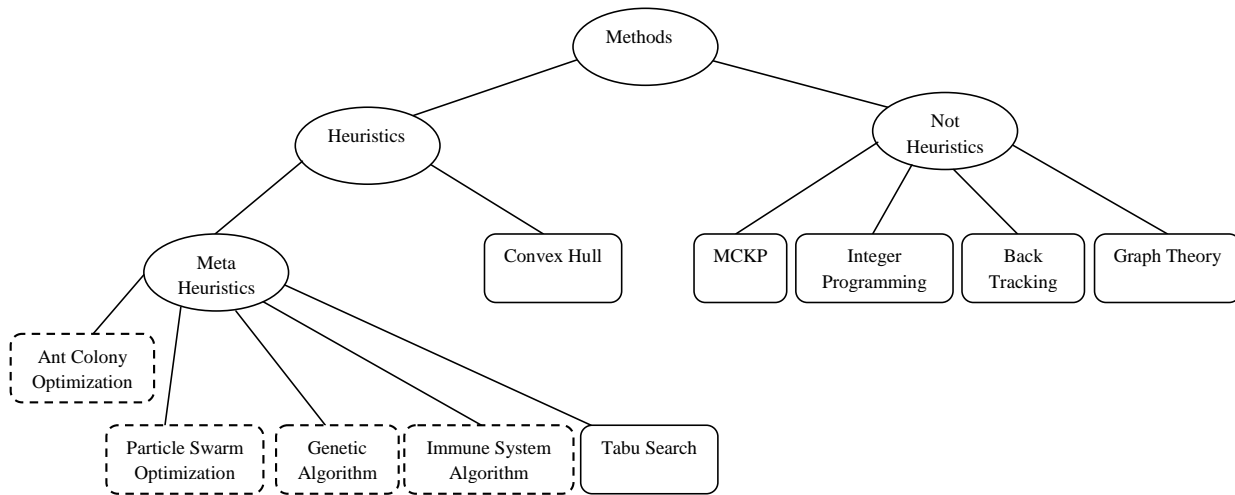 Methods
Heuristics
Not
Heuristics
Meta
Heuristics
Convex Hull
MCKP
Integer
Programming
Back
Tracking
Graph Theory
Ant Colony
Optimization
Particle Swarm
Optimization
Genetic
Algorithm
Immune System
Algorithm
Tabu Search